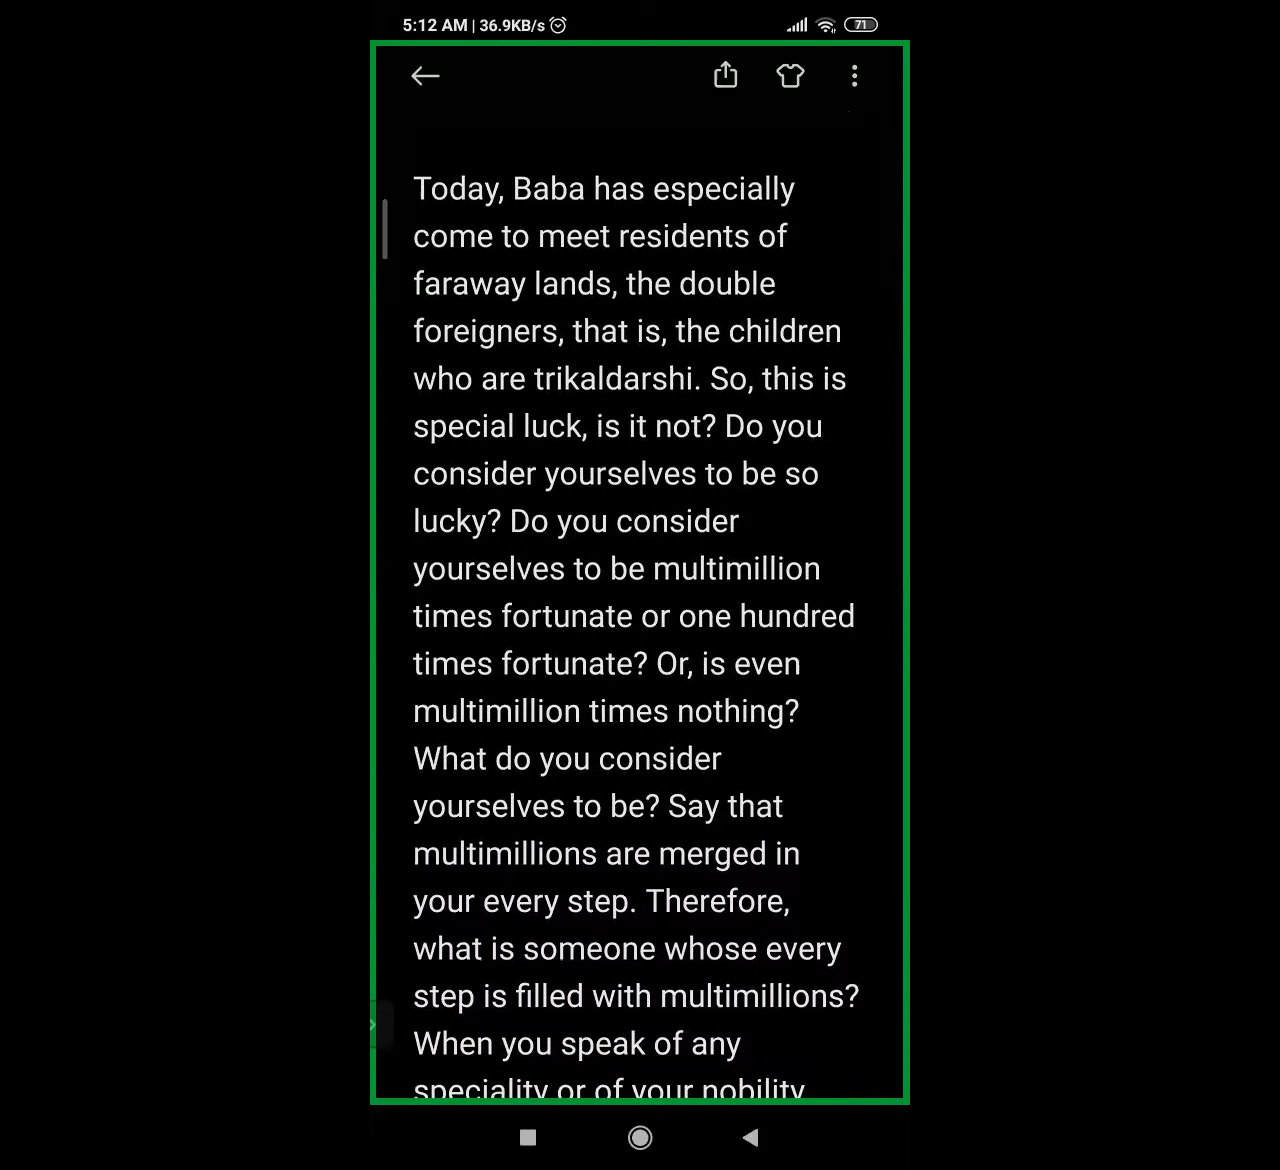 5:12 AM | 36.9KB/s
71
Today, Baba has especially
come to meet residents of
faraway lands, the double
foreigners, that is, the children
who are trikaldarshi. So, this is
special luck, is it not? Do you
consider yourselves to be so
lucky? Do you consider
yourselves to be multimillion
times fortunate or one hundred
times fortunate? Or, is even
multimillion times nothing?
What do you consider
yourselves to be? Say that
multimillions are merged in
your every step. Therefore,
what is someone whose every
step is filled with multimillions?
When you speak of any
speciality or of your nobility